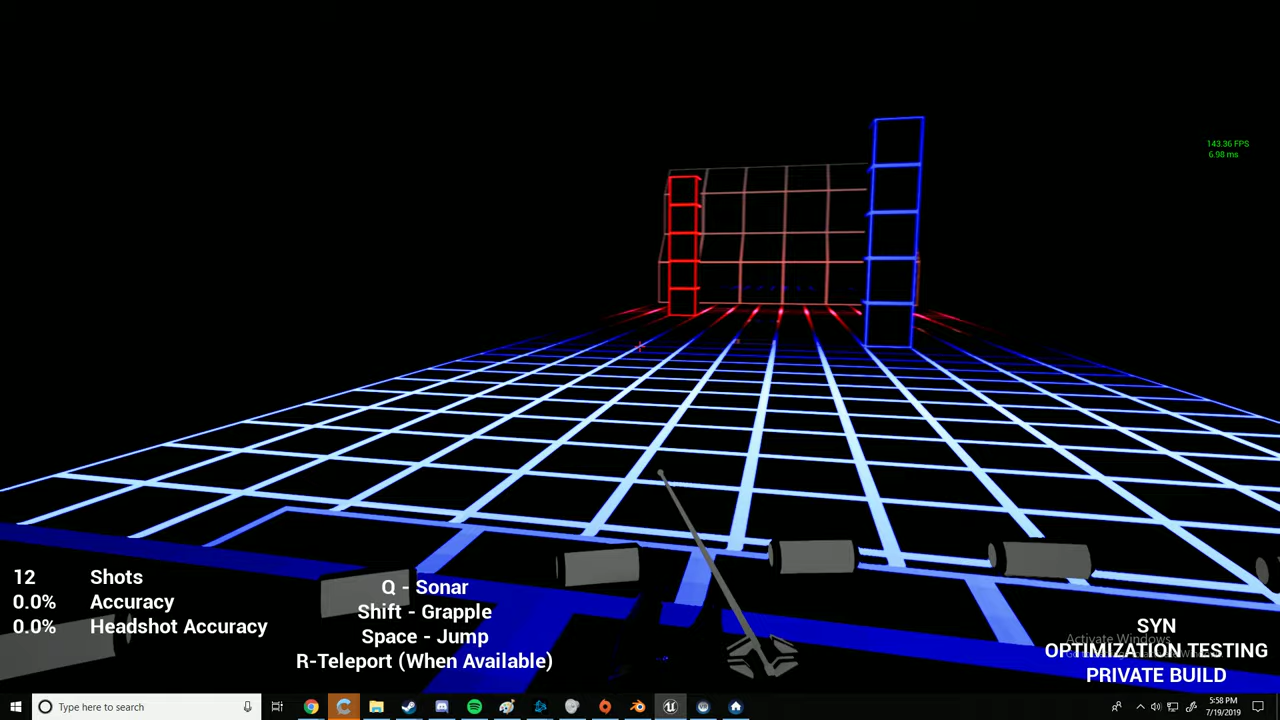 143.36 FPS
6.98 ms
12 Shots
0.0% Accuracy
0.0% Headshot Accuracy
Q - Sonar
Shift - Grapple
Space - Jump
R-Teleport (When Available)
SYN
Activate Windows
OPTIMIZATION TESTING
PRIVATE BUILD
Type here to search
5:58 PM
7/19/2019